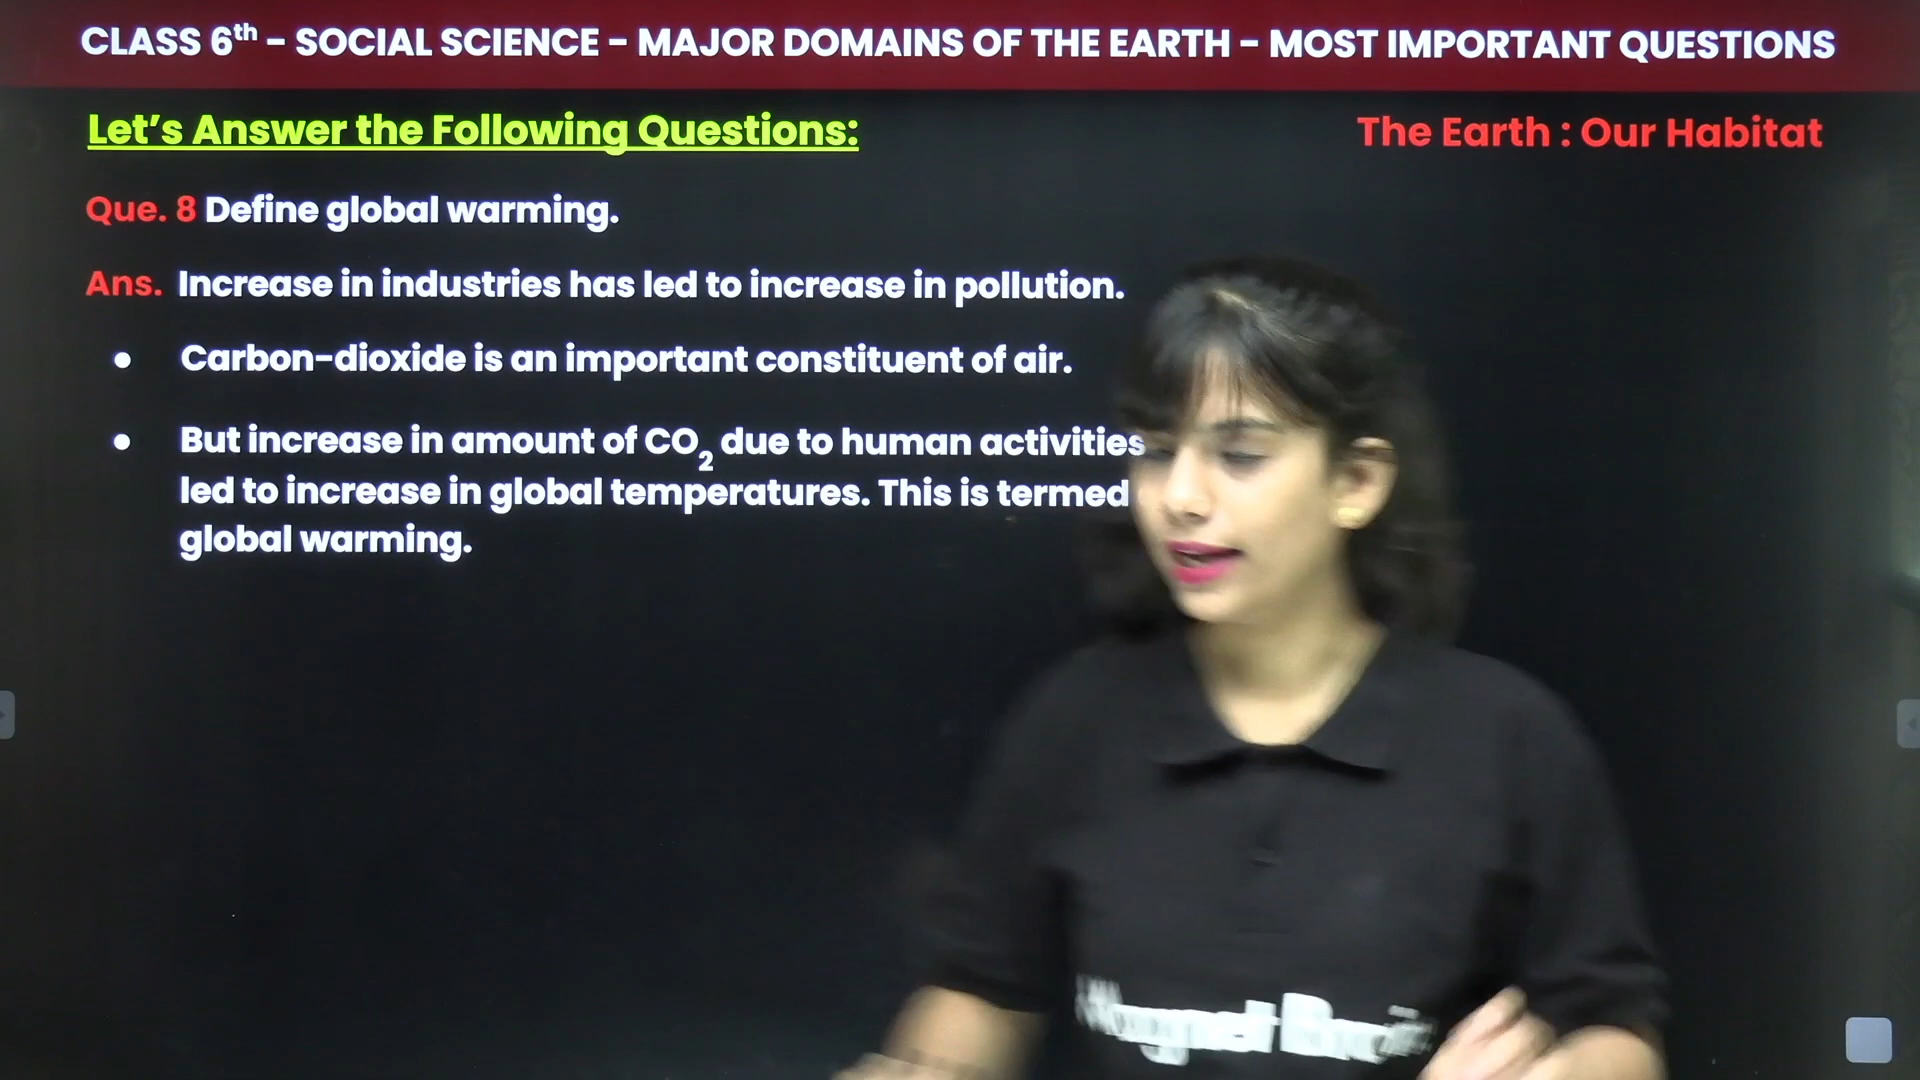 CLASS 6th - SOCIAL SCIENCE - MAJOR DOMAINS OF THE EARTH - MOST IMPORTANT QUESTIONS
Let's Answer the Following Questions:
The Earth : Our Habitat
Que. 8 Define global warming.
Ans. Increase in industries has led to increase in pollution.
● Carbon-dioxide is an important constituent of air.
● But increase in amount of CO2 due to human activities
led to increase in global temperatures. This is termed
global warming.